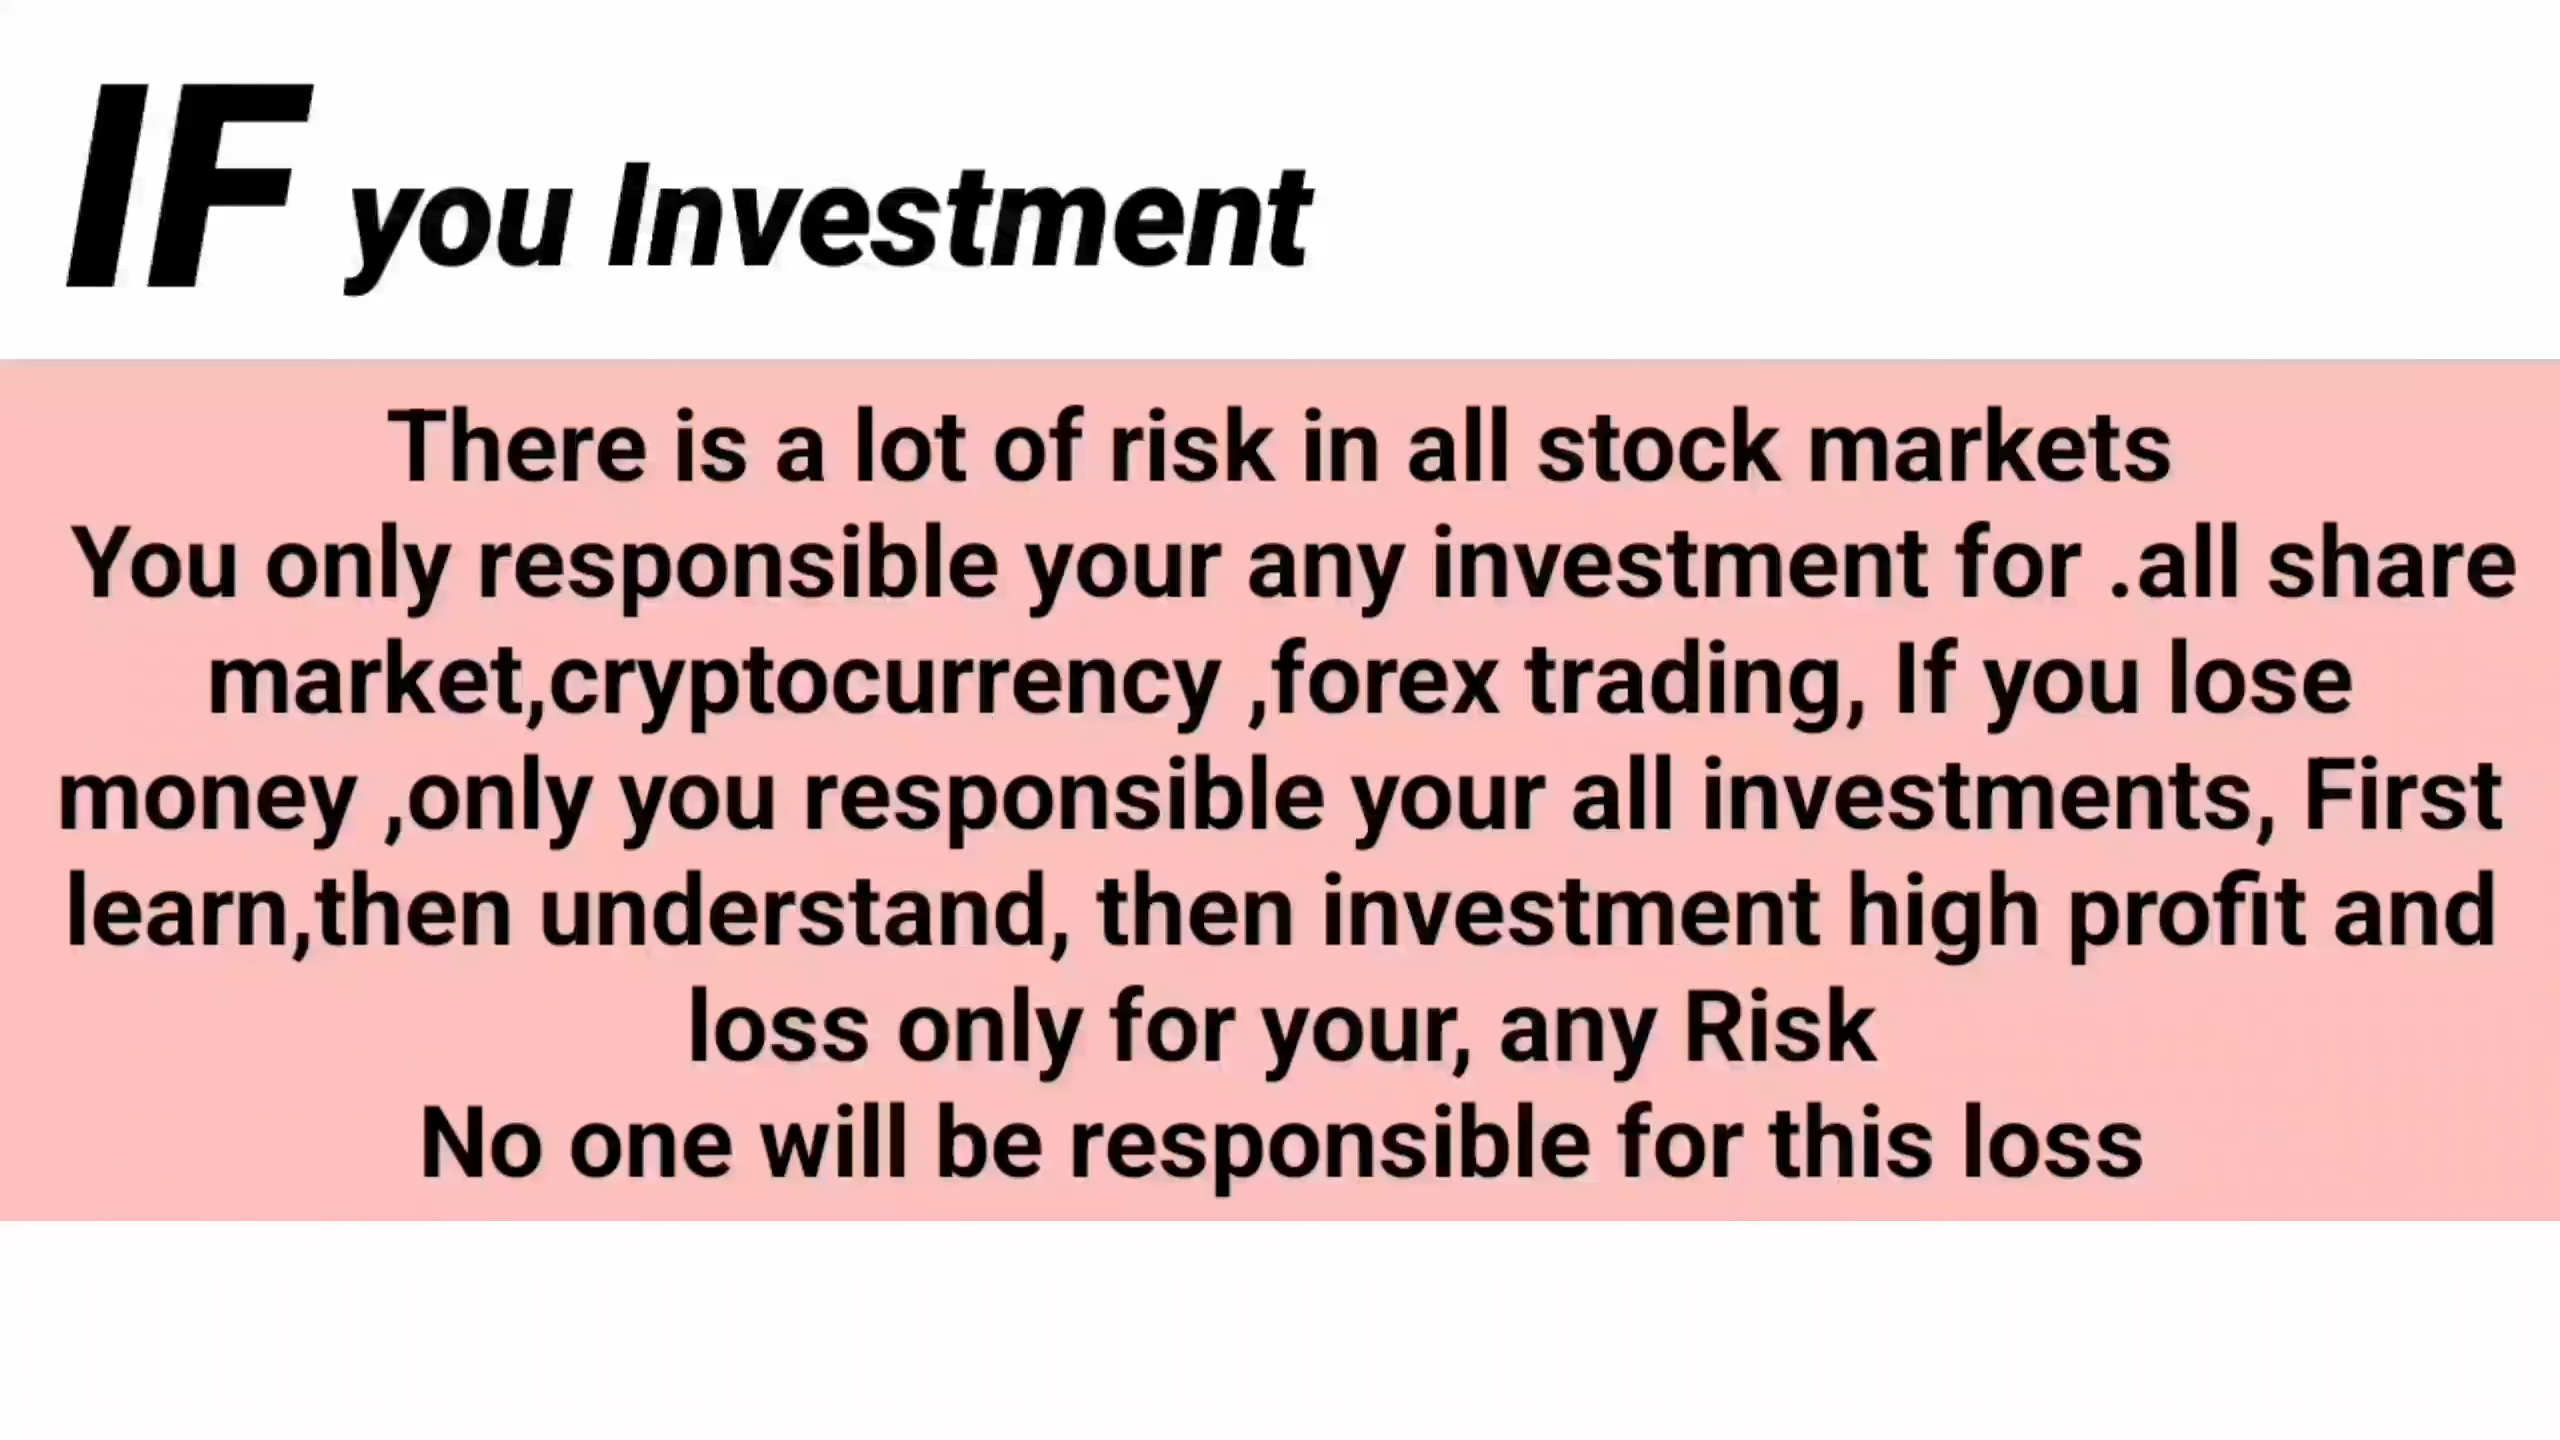 IF you Investment
There is a lot of risk in all stock markets
You only responsible your any investment for .all share
market,cryptocurrency ,forex trading, If you lose
money ,only you responsible your all investments, First
learn,then understand, then investment high profit and
loss only for your, any Risk
No one will be responsible for this loss